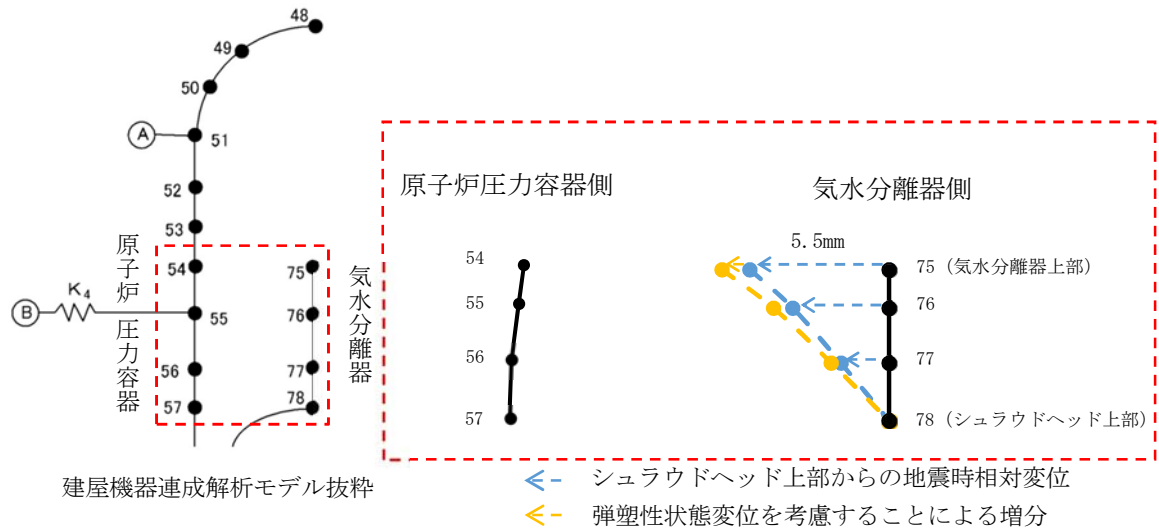 48
49
50
A
51
52
53
54
75
K4
B
55
76
56
77
57
78
原子炉圧力容器
気水分離器
建屋機器連成解析モデル抜粋
原子炉圧力容器側
54
55
56
57
気水分離器側
5.5mm
75（気水分離器上部）
76
77
78（シュラウドヘッド上部）
シュラウドヘッド上部からの地震時相対変位
弾塑性状態変位を考慮することによる増分